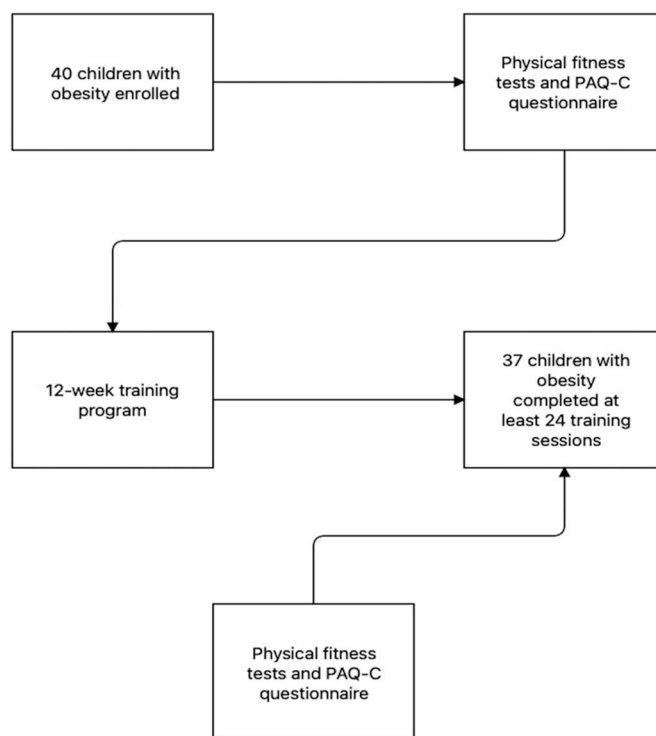 40 children with
obesity enrolled
Physical fitness
tests and PAQ-C
questionnaire
12-week training
program
37 children with
obesity
completed at
least 24 training
sessions
Physical fitness
tests and PAQ-C
questionnaire